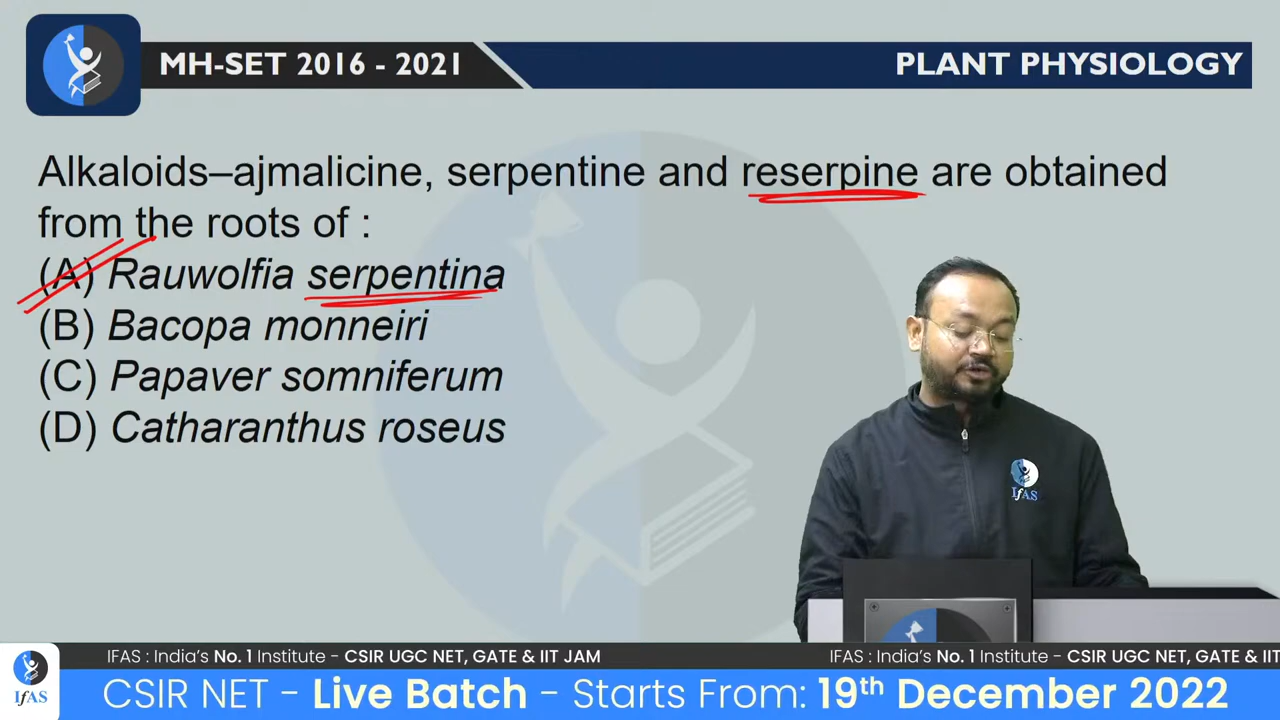 MH-SET 2016 - 2021
PLANT PHYSIOLOGY
Alkaloids–ajmalicine, serpentine and reserpine are obtained
from the roots of :
(A) Rauwolfia serpentina
(B) Bacopa monneiri
(C) Papaver somniferum
(D) Catharanthus roseus
IfAS
IFAS : India's No. 1 Institute - CSIR UGC NET, GATE & IIT JAM
IFAS : India's No. 1 Institute - CSIR UGC NET, GATE & IIT
IfAS
CSIR NET - Live Batch - Starts From: 19th December 2022